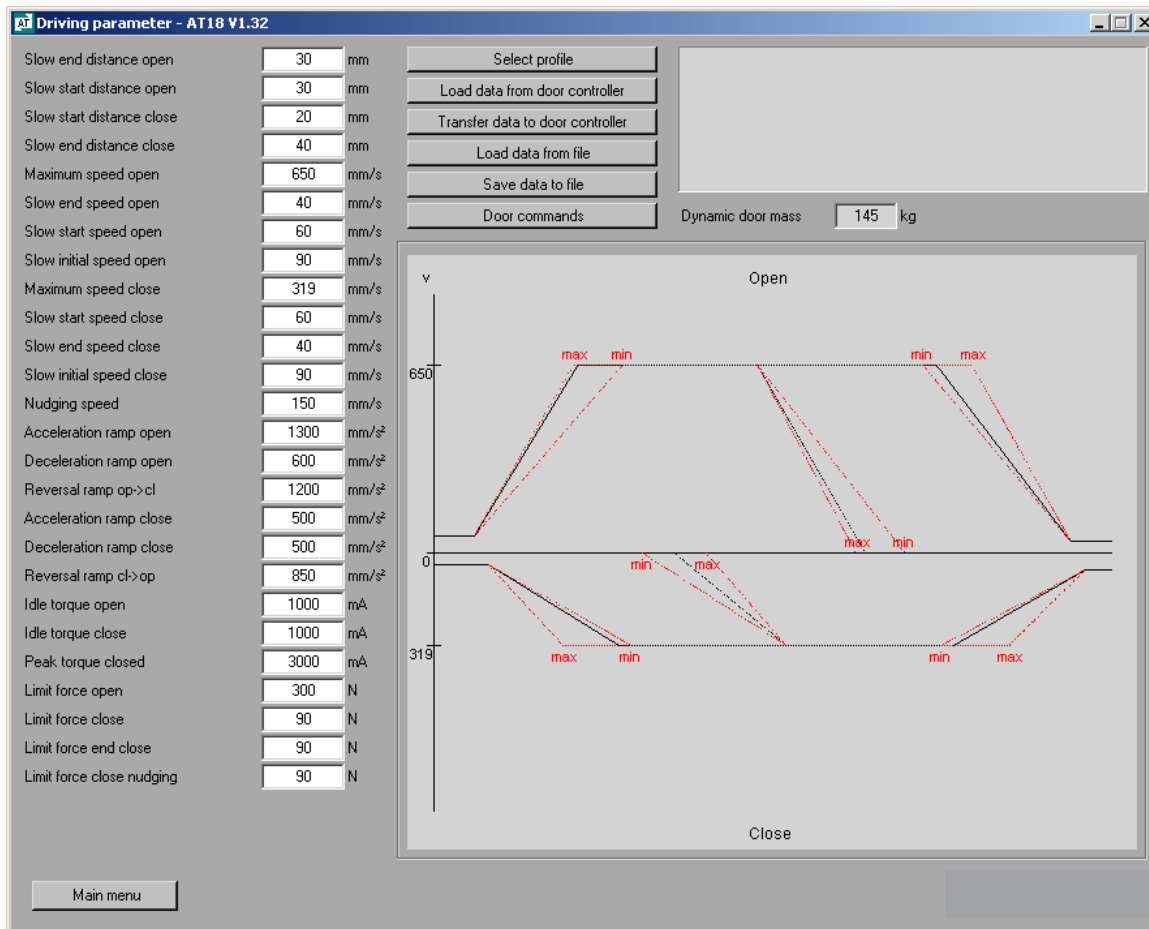 Driving parameter - AT18 V1.32
Slow end distance open 30 mm
Slow start distance open 30 mm
Slow start distance close 20 mm
Slow end distance close 40 mm
Maximum speed open 650 mm/s
Slow end speed open 40 mm/s
Slow start speed open 60 mm/s
Slow initial speed open 90 mm/s
Maximum speed close 319 mm/s
Slow start speed close 60 mm/s
Slow end speed close 40 mm/s
Slow initial speed close 90 mm/s
Nudging speed 150 mm/s
Acceleration ramp open 1300 mm/s²
Deceleration ramp open 600 mm/s²
Reversal ramp op->cl 1200 mm/s²
Acceleration ramp close 500 mm/s²
Deceleration ramp close 500 mm/s²
Reversal ramp cl->op 850 mm/s²
Idle torque open 1000 mA
Idle torque close 1000 mA
Peak torque closed 3000 mA
Limit force open 300 N
Limit force close 90 N
Limit force end close 90 N
Limit force close nudging 90 N
Main menu
Select profile
Load data from door controller
Transfer data to door controller
Load data from file
Save data to file
Door commands
Dynamic door mass 145 kg
v
Open
max min min max
650
max min
0
min max
319
max min min max
Close